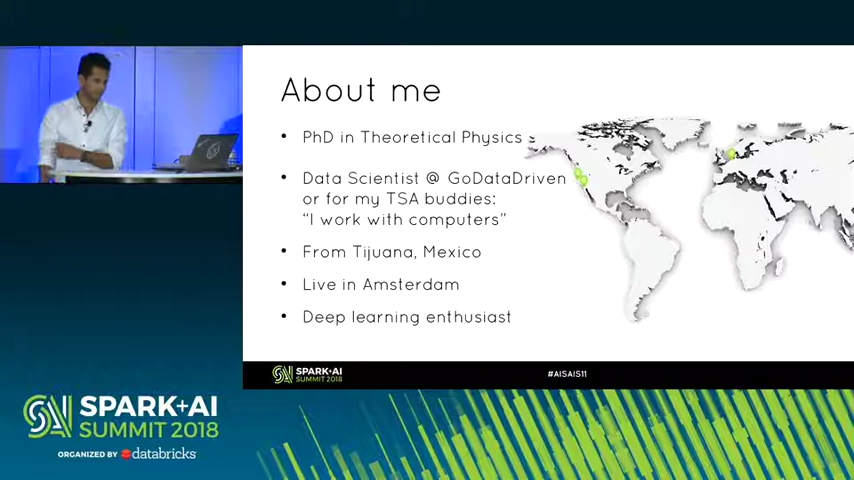 About me
• PhD in Theoretical Physics
• Data Scientist @ GoDataDriven
or for my TSA buddies:
“I work with computers”
• From Tijuana, Mexico
• Live in Amsterdam
• Deep learning enthusiast
SPARK+AI
SUMMIT 2018
#AISAIS11
SPARK+AI
SUMMIT 2018
ORGANIZED BY databricks